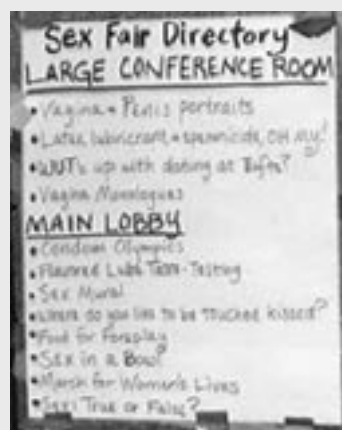 Sex Fair Directory
LARGE CONFERENCE ROOM
• Vagina + Penis portraits
• Latex, lubricant + spermicide, OH MY!
• WUT's up with dating at Tufts?
• Vagina Monologues
MAIN LOBBY
• Condom Olympics
• Flavored Lube Taste-Testing
• Sex Mural
• Where do you like to be touched kissed?
• Food for Foreplay
• Sex in a Bowl
• March for Women's Lives
• Sex: True or False?